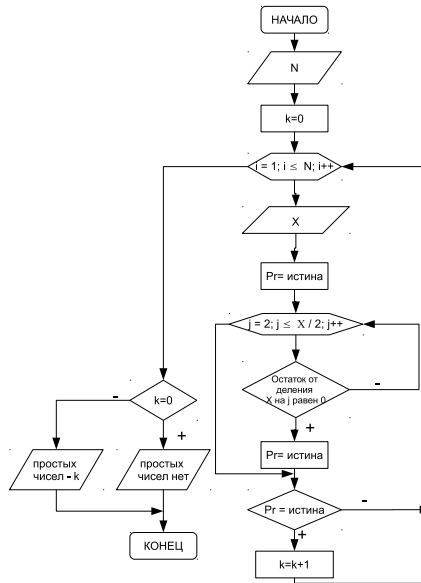 НАЧАЛО
N
k=0
i = 1; i ≤ N; i++
X
Pr= истина
j = 2; j ≤ X / 2; j++
Остаток от
деления
X на j равен 0
-
+
Pr= истина
k=0
-
+
простых
чисел - k
простых
чисел нет
Pr = истина
-
+
КОНЕЦ
k=k+1